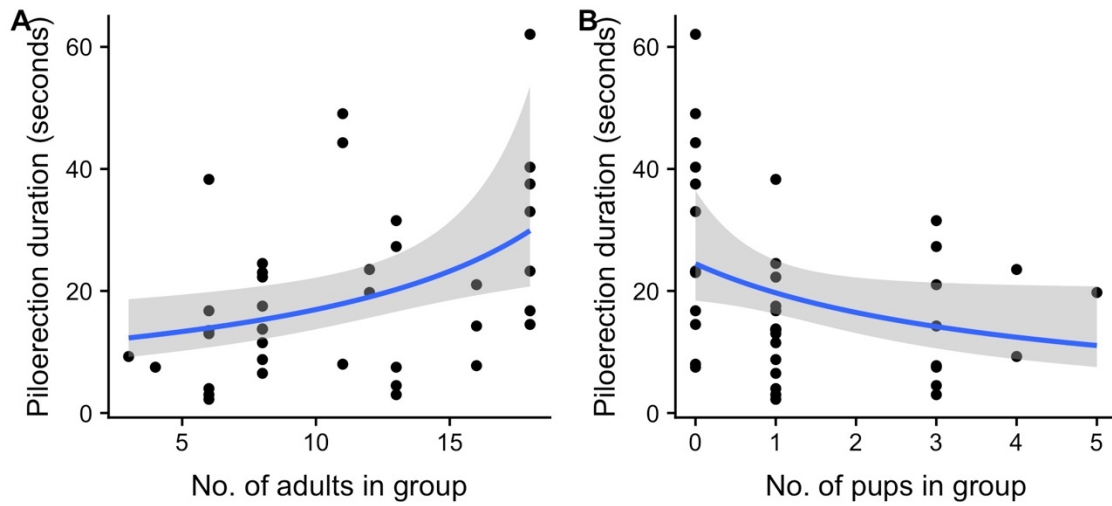 A
Piloerection duration (seconds)
60
40
20
0
5
10
15
No. of adults in group
B
Piloerection duration (seconds)
60
40
20
0
0
1
2
3
4
5
No. of pups in group